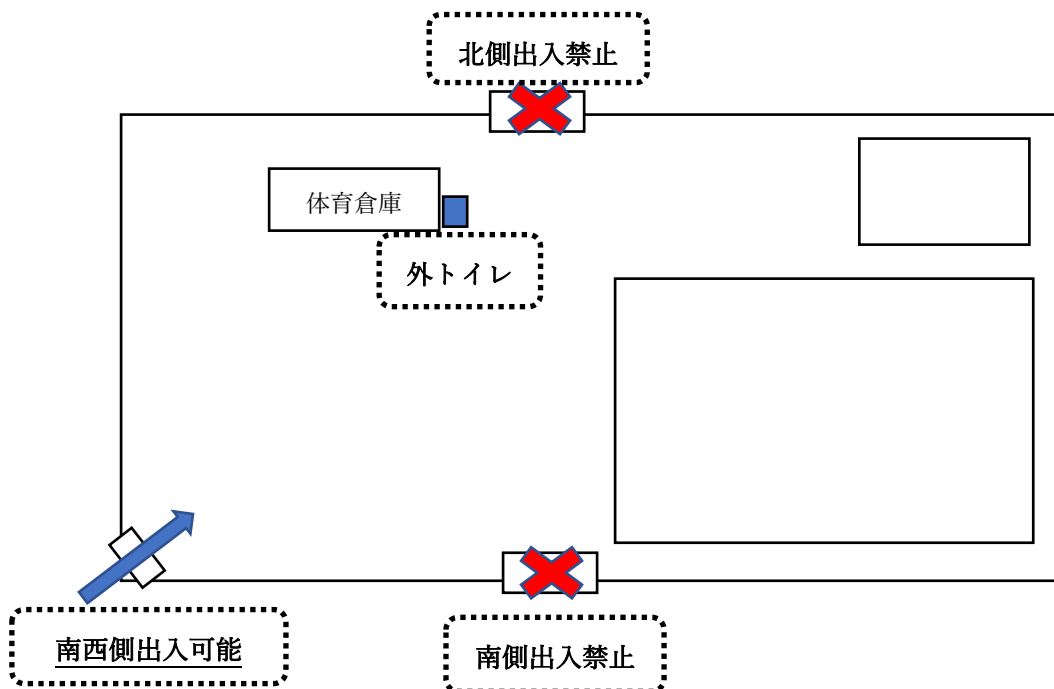 北側出入禁止
体育倉庫
外トイレ
南西側出入可能
南側出入禁止